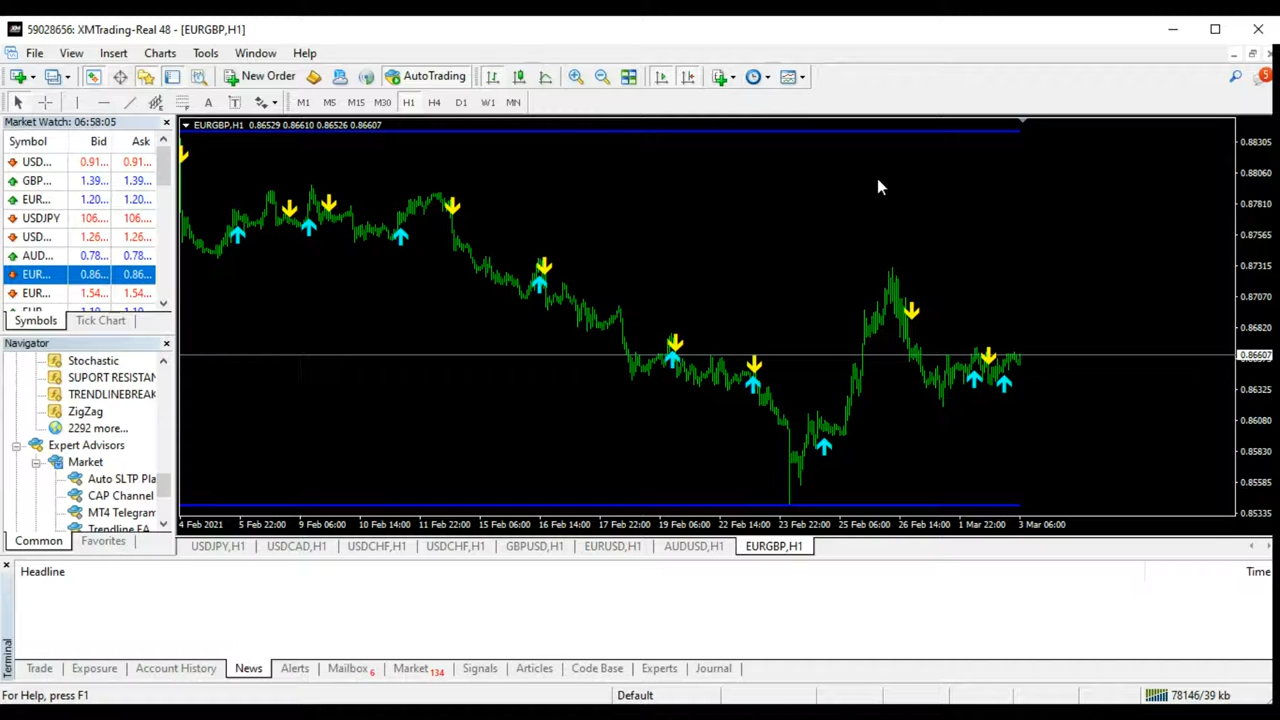 59028656: XMTrading-Real 48 - [EURGBP,H1]
File View Insert Charts Tools Window Help
New Order AutoTrading 5
A T M1 M5 M15 M30 H1 H4 D1 W1 MN
Market Watch: 06:58:05
Symbol Bid Ask
USD... 0.91... 0.91...
GBP... 1.39... 1.39...
EUR... 1.20... 1.20...
USDJPY 106.... 106....
USD... 1.26... 1.26...
AUD... 0.78... 0.78...
EUR... 0.86... 0.86...
EUR... 1.54... 1.54...
Symbols Tick Chart
Navigator
Stochastic
SUPORT RESISTAN
TRENDLINEBREAK
ZigZag
2292 more...
Expert Advisors
Market
Auto SLTP Pla
CAP Channel
MT4 Telegram
Trendline EA
Common Favorites
EURGBP,H1 0.86529 0.86610 0.86526 0.86607
0.88305
0.88060
0.87810
0.87565
0.87315
0.87070
0.86820
0.86607
0.86325
0.86080
0.85830
0.85585
0.85335
4 Feb 2021 5 Feb 22:00 9 Feb 06:00 10 Feb 14:00 11 Feb 22:00 15 Feb 06:00 16 Feb 14:00 17 Feb 22:00 19 Feb 06:00 22 Feb 14:00 23 Feb 22:00 25 Feb 06:00 26 Feb 14:00 1 Mar 22:00 3 Mar 06:00
USDJPY,H1 USDCAD,H1 USDCHF,H1 USDCHF,H1 GBPUSD,H1 EURUSD,H1 AUDUSD,H1 EURGBP,H1
Headline Time
Terminal
Trade Exposure Account History News Alerts Mailbox 6 Market 134 Signals Articles Code Base Experts Journal
For Help, press F1 Default 78146/39 kb